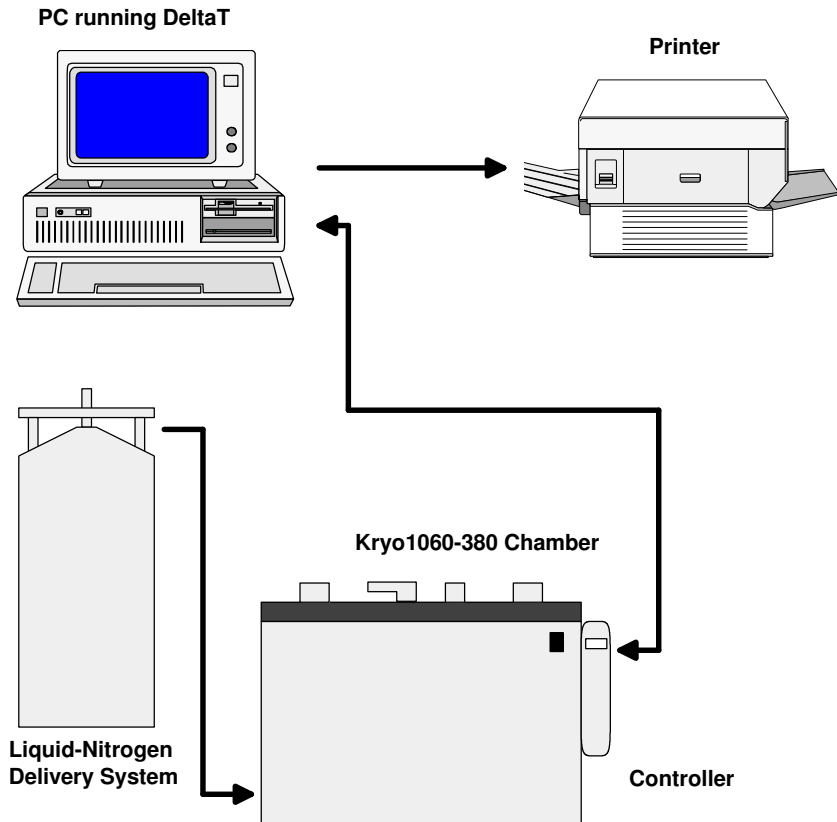 PC running DeltaT
Printer
Kryo1060-380 Chamber
Liquid-Nitrogen
Delivery System
Controller